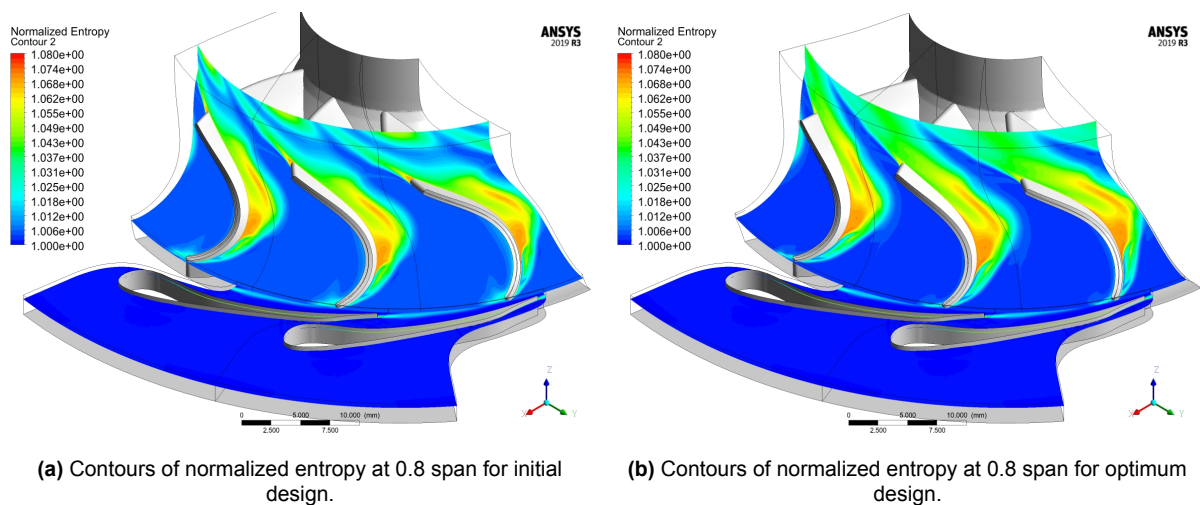 Normalized Entropy
Contour 2
1.080e+00
1.074e+00
1.068e+00
1.062e+00
1.055e+00
1.049e+00
1.043e+00
1.037e+00
1.031e+00
1.025e+00
1.018e+00
1.012e+00
1.006e+00
1.000e+00
ANSYS
2019 R3
0 5.000 10.000 (mm)
2.500 7.500
Z
X Y
Normalized Entropy
Contour 2
1.080e+00
1.074e+00
1.068e+00
1.062e+00
1.055e+00
1.049e+00
1.043e+00
1.037e+00
1.031e+00
1.025e+00
1.018e+00
1.012e+00
1.006e+00
1.000e+00
ANSYS
2019 R3
0 5.000 10.000 (mm)
2.500 7.500
Z
X Y
(a) Contours of normalized entropy at 0.8 span for initial
design.
(b) Contours of normalized entropy at 0.8 span for optimum
design.